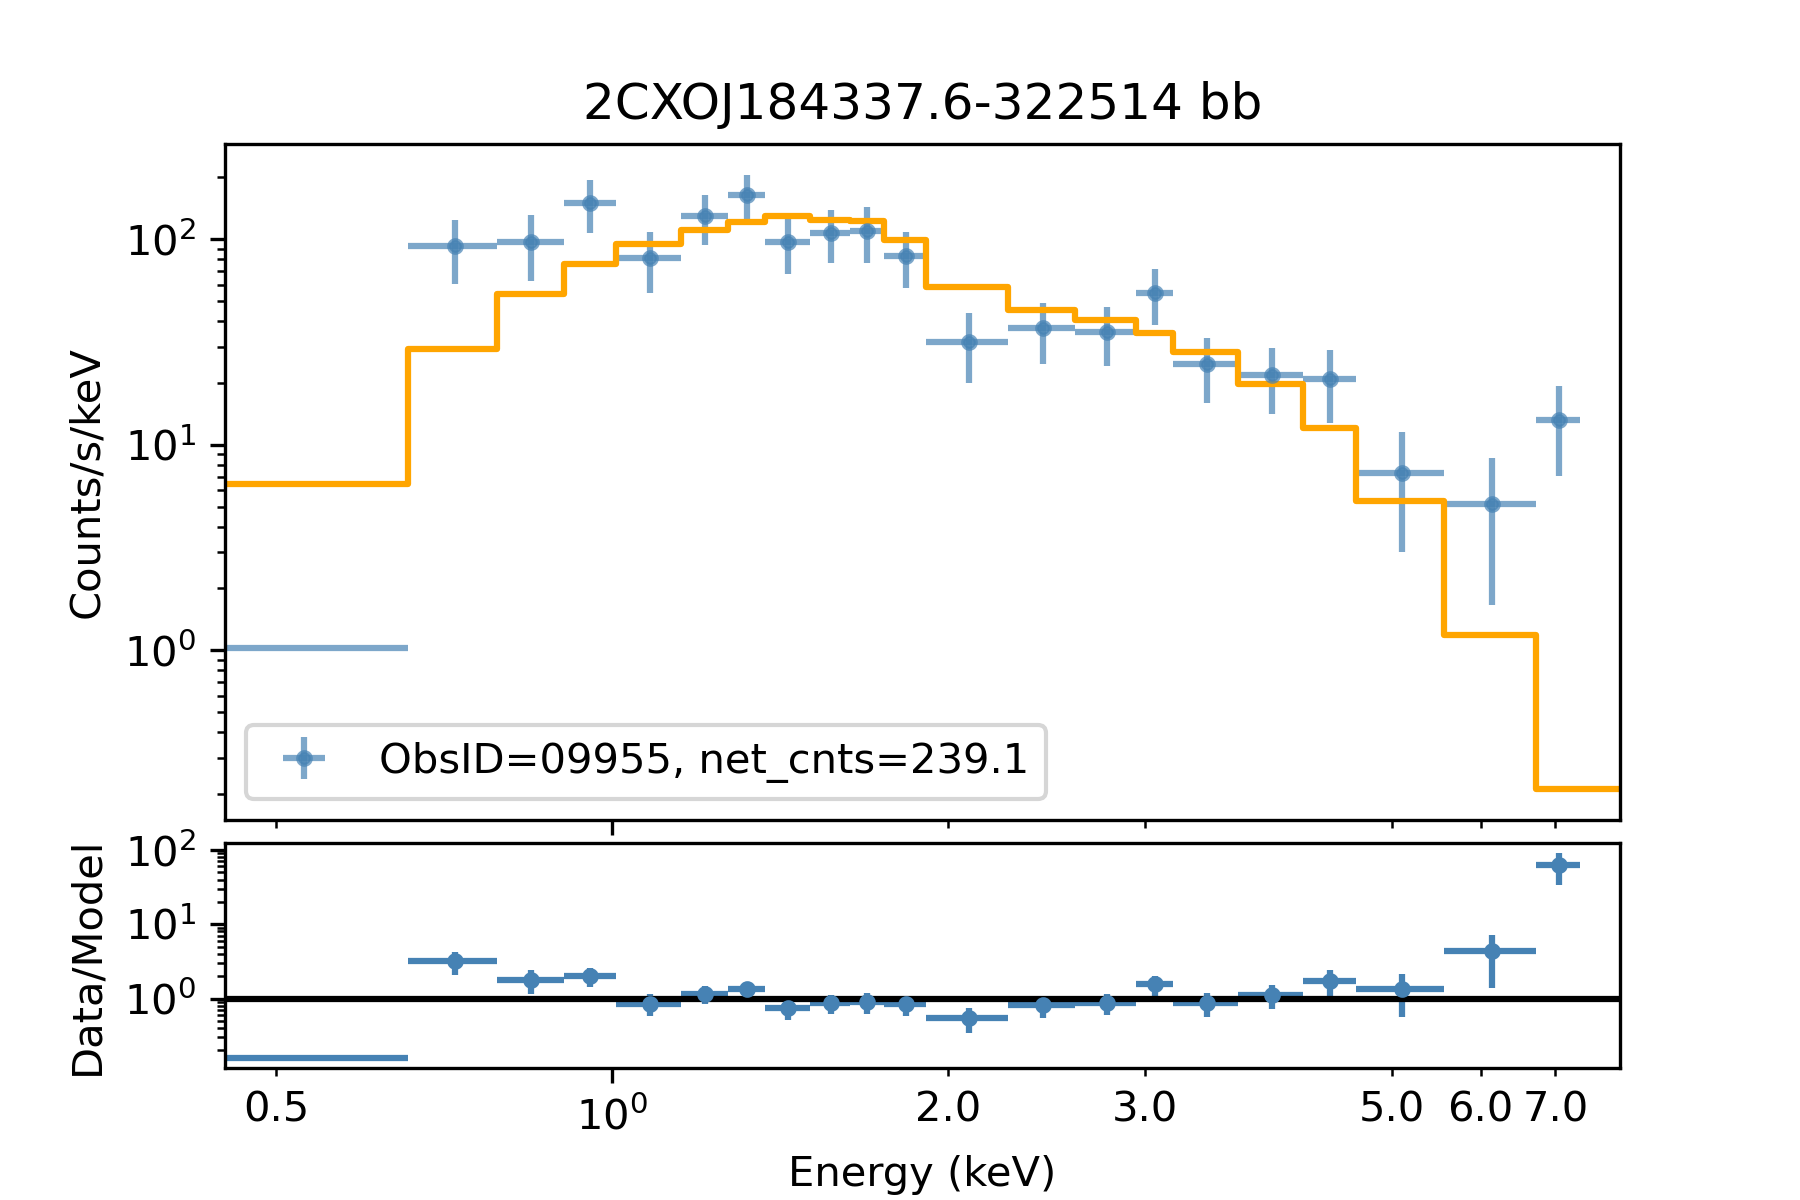 2CXOJ184337.6-322514 bb
Counts/s/keV
10²
10¹
10⁰
ObsID=09955, net_cnts=239.1
Data/Model
10²
10¹
10⁰
0.5 10⁰ 2.0 3.0 5.0 6.0 7.0
Energy (keV)